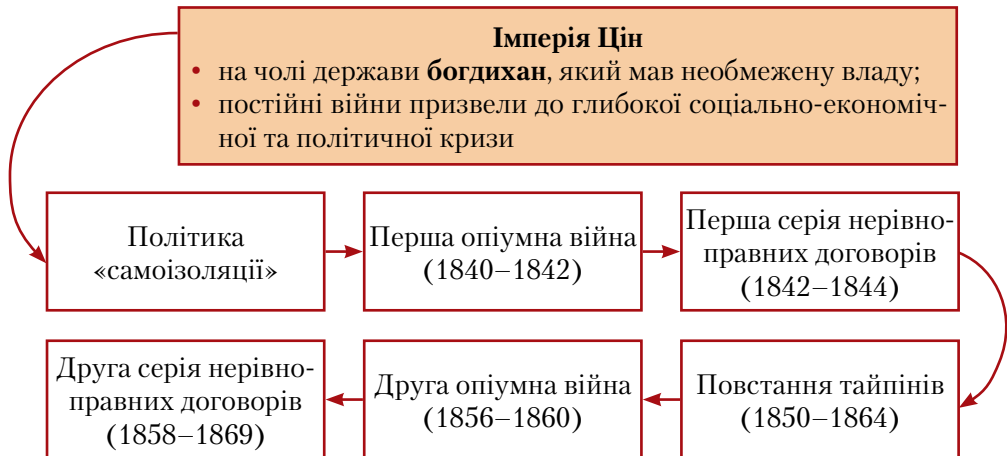 Імперія Цін
• на чолі держави богдихан, який мав необмежену владу;
• постійні війни призвели до глибокої соціально-економіч-
ної та політичної кризи
Політика
«самоізоляції»
Перша опіумна війна
(1840–1842)
Перша серія нерівно-
правних договорів
(1842–1844)
Повстання тайпінів
(1850–1864)
Друга опіумна війна
(1856–1860)
Друга серія нерівно-
правних договорів
(1858–1869)